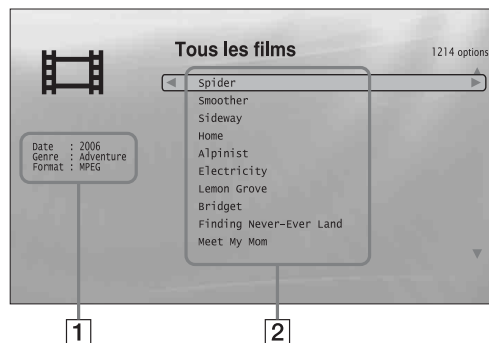 Tous les films
1214 options
Spider
Smoother
Sideway
Home
Alpinist
Electricity
Lemon Grove
Bridget
Finding Never-Ever Land
Meet My Mom
Date : 2006
Genre : Adventure
Format : MPEG
1
2